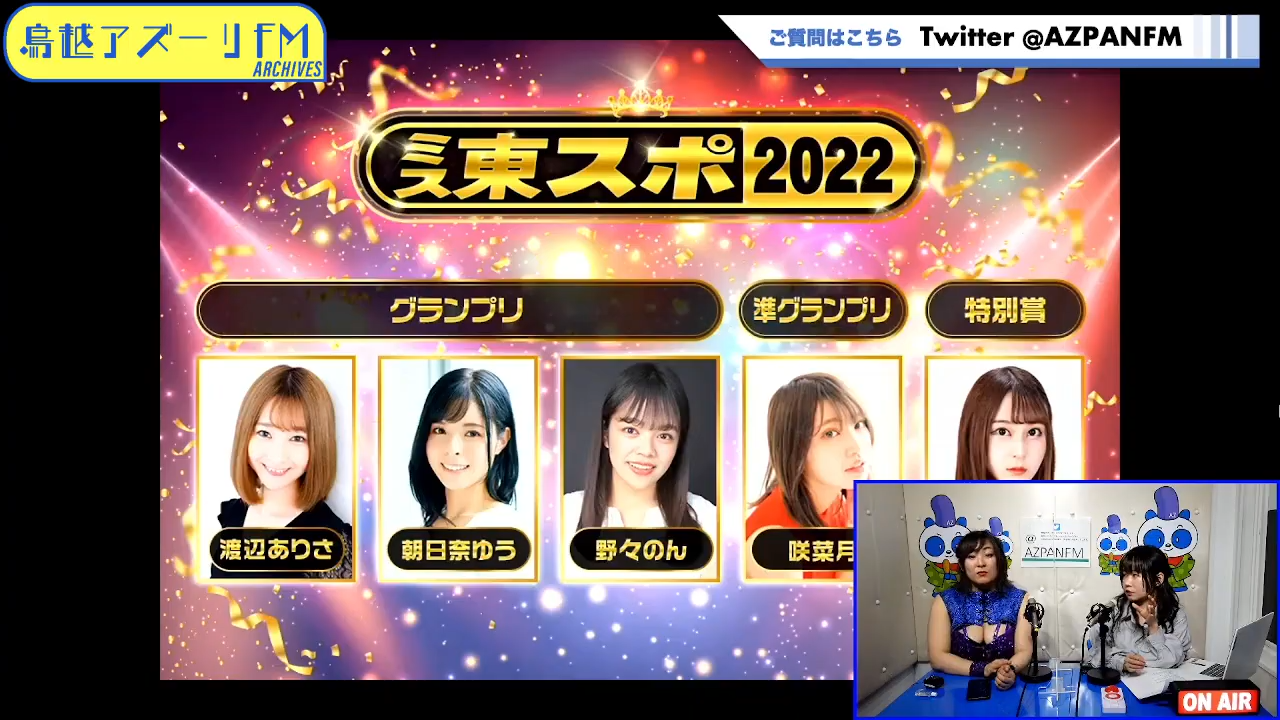 鳥越アズーリFM
ARCHIVES
ご質問はこちら Twitter @AZPANFM
ミス東スポ2022
グランプリ
準グランプリ
特別賞
渡辺ありさ
朝日奈ゆう
野々のん
咲菜月
@AZPANFM
ON AIR